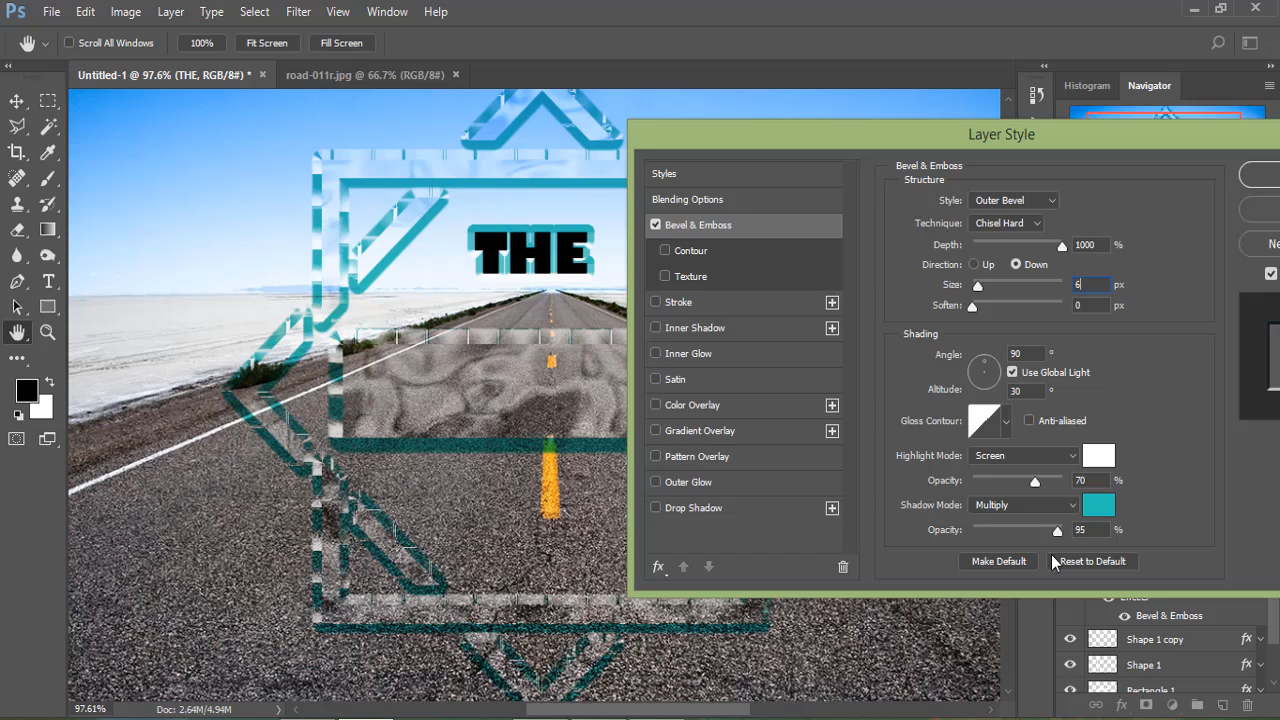 Ps File Edit Image Layer Type Select Filter View Window Help
Scroll All Windows 100% Fit Screen Fill Screen
Untitled-1 @ 97.6% (THE, RGB/8#) * × road-011r.jpg @ 66.7% (RGB/8#) ×
Histogram Navigator
THE
Layer Style
Styles
Blending Options
Bevel & Emboss
Contour
Texture
Stroke
Inner Shadow
Inner Glow
Satin
Color Overlay
Gradient Overlay
Pattern Overlay
Outer Glow
Drop Shadow
fx
Bevel & Emboss
Structure
Style: Outer Bevel
Technique: Chisel Hard
Depth: 1000 %
Direction: Up Down
Size: 6 px
Soften: 0 px
Shading
Angle: 90 °
Use Global Light
Altitude: 30 °
Gloss Contour: Anti-aliased
Highlight Mode: Screen
Opacity: 70 %
Shadow Mode: Multiply
Opacity: 95 %
Make Default Reset to Default
Effects
Bevel & Emboss
Shape 1 copy fx
Shape 1 fx
Rectangle 1
fx
97.61% Doc: 2.64M/4.94M